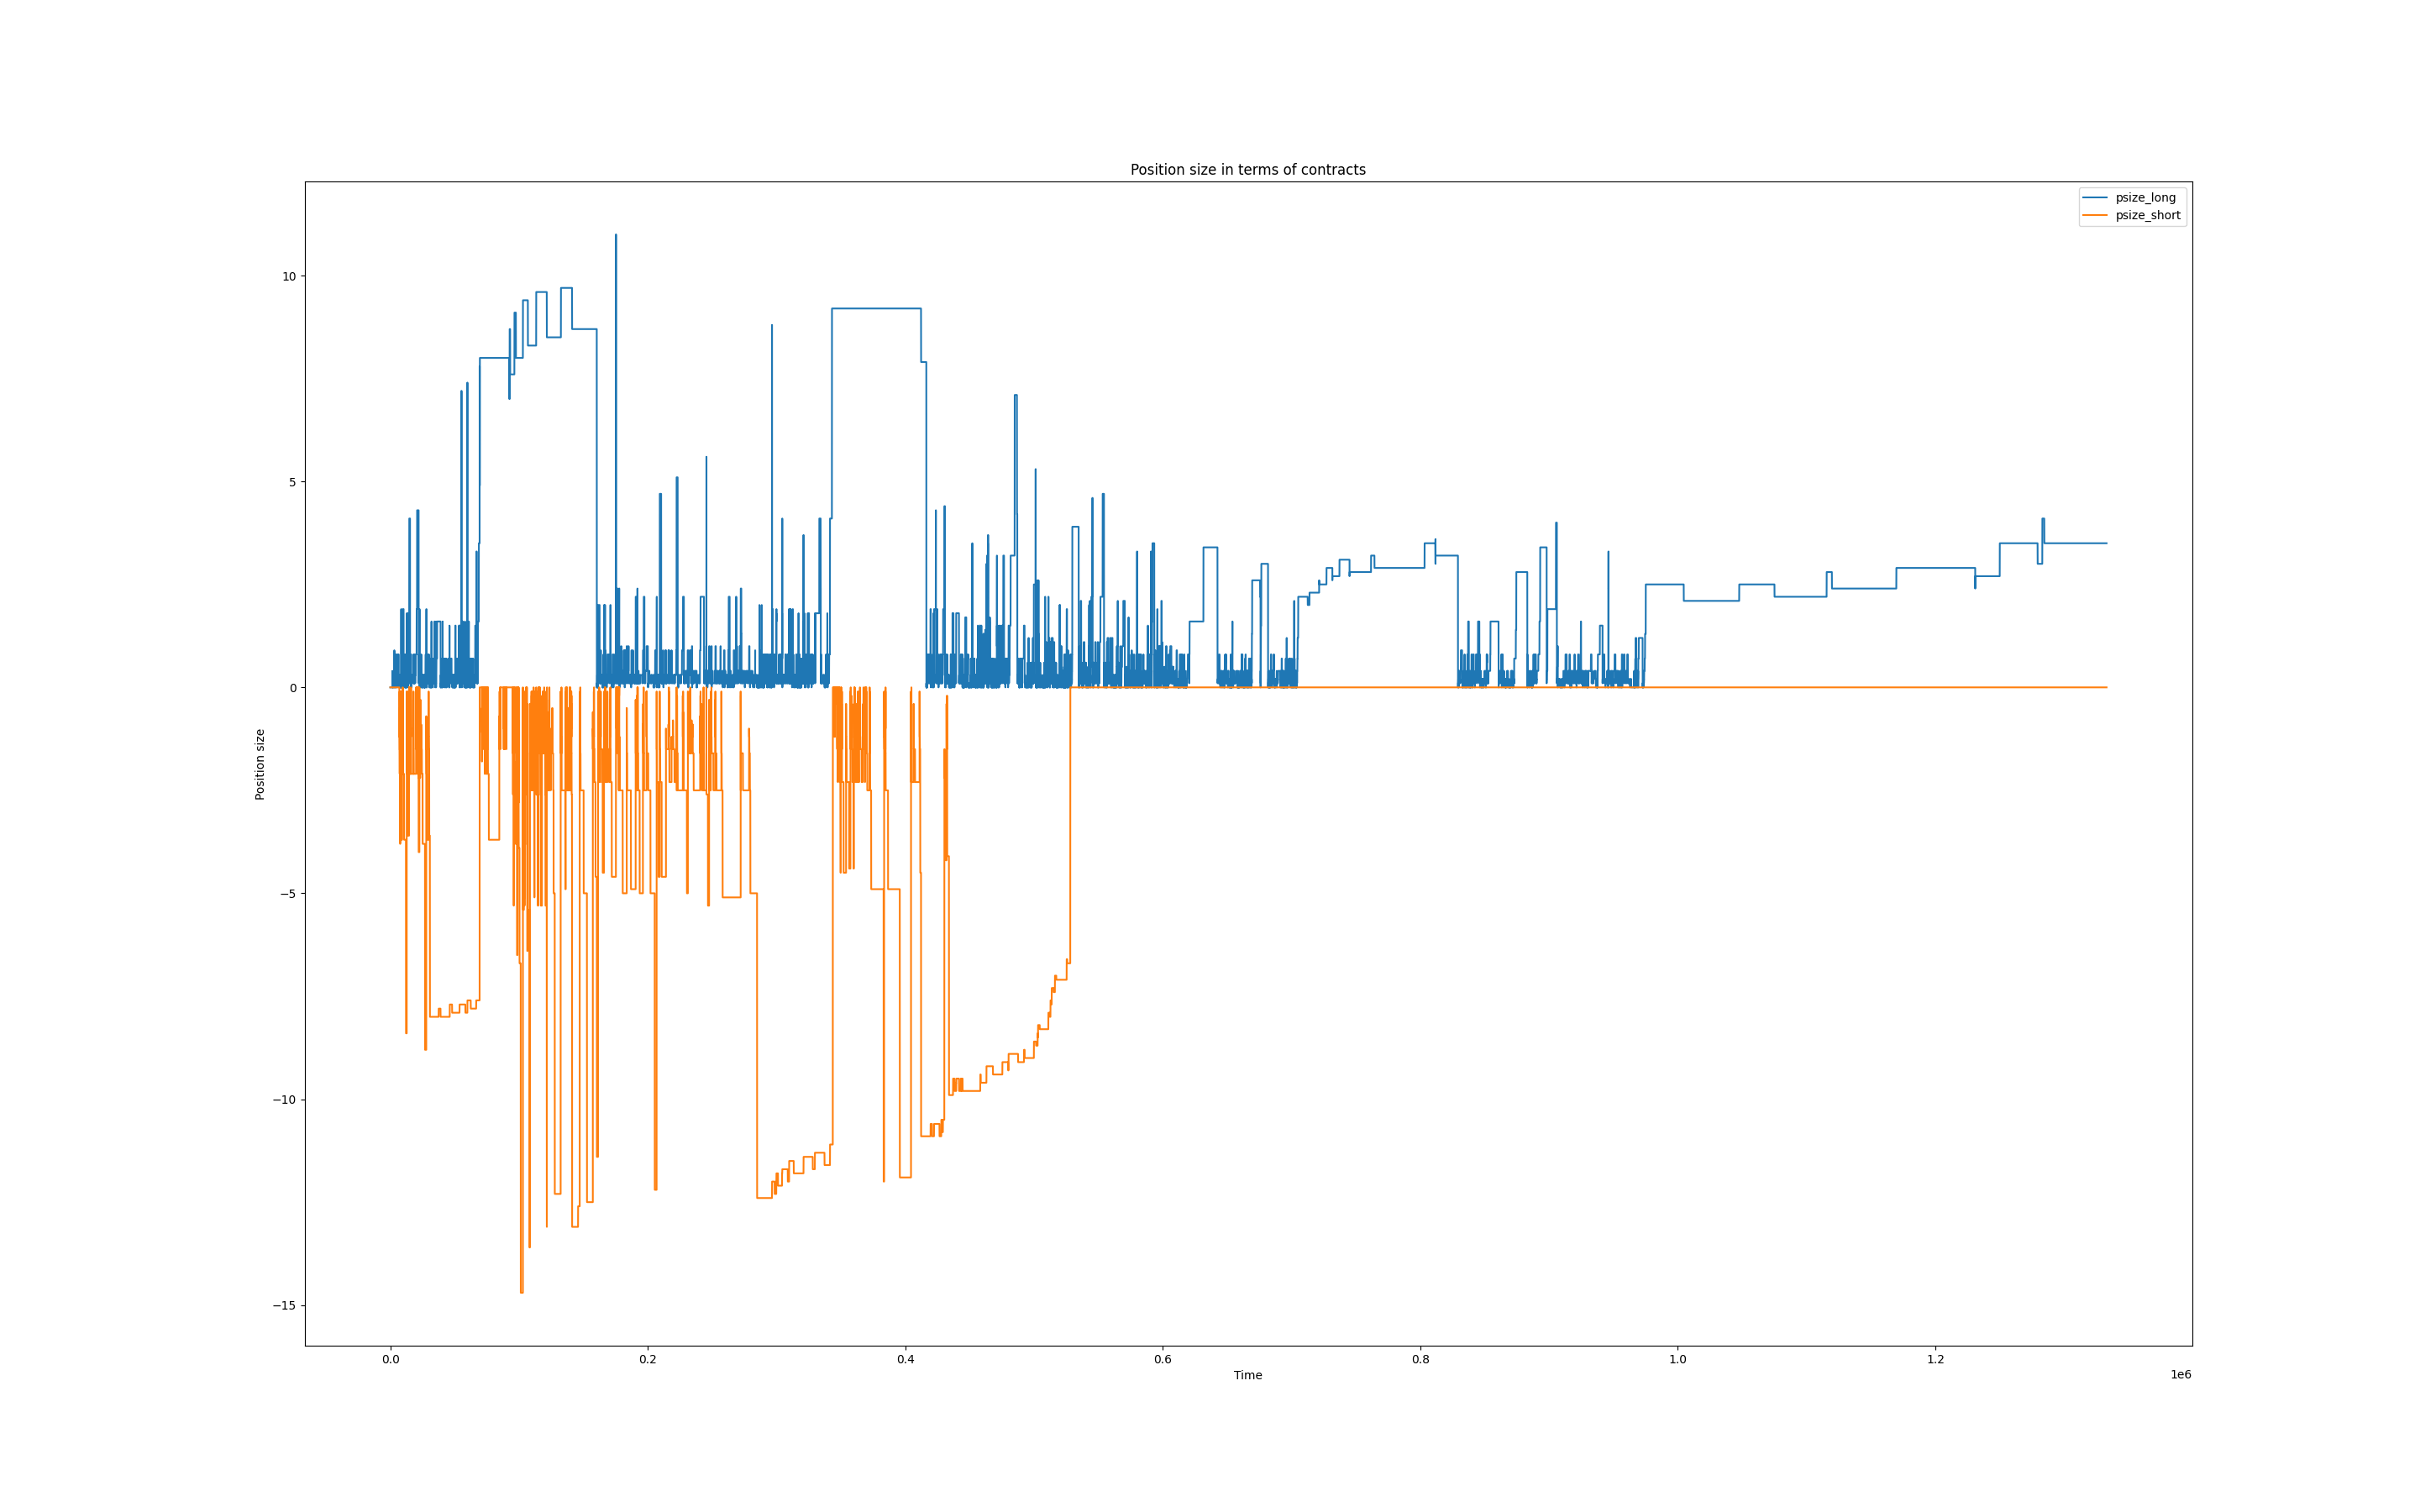 Position size in terms of contracts
psize_long
psize_short
10
5
0
−5
−10
−15
Position size
0.0 0.2 0.4 0.6 0.8 1.0 1.2
Time
1e6